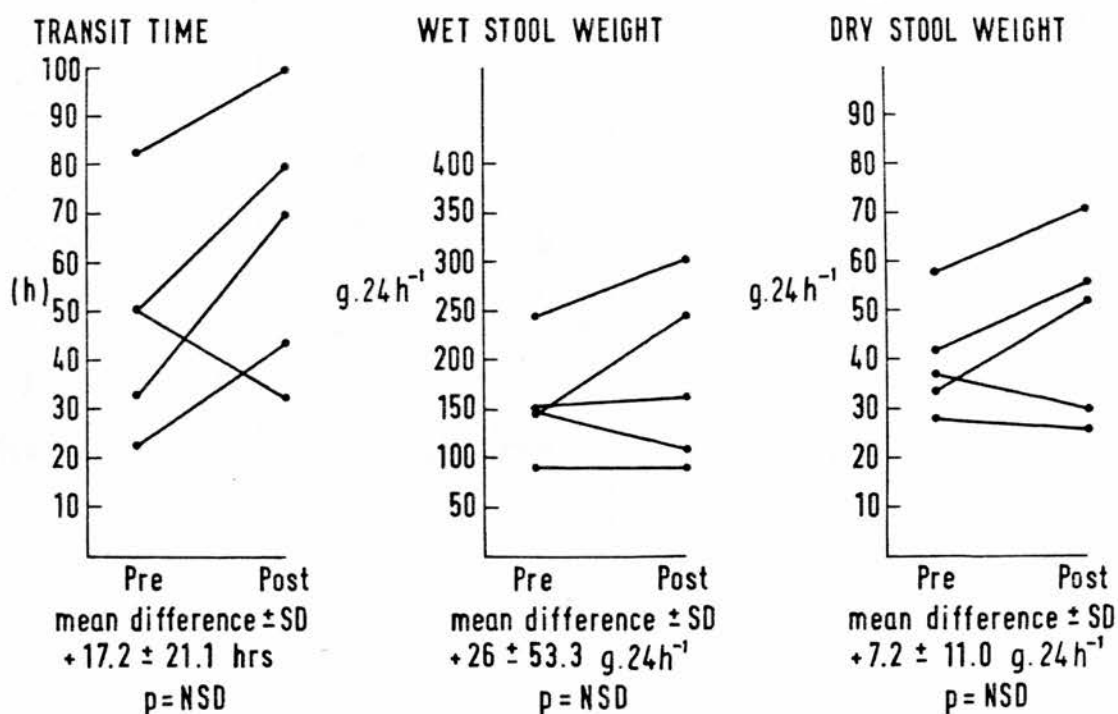 TRANSIT TIME
100
90
80
70
60
(h)
50
40
30
20
10
Pre Post
mean difference ± SD
+17.2 ± 21.1 hrs
p = NSD
WET STOOL WEIGHT
400
350
300
g.24h⁻¹
250
200
150
100
50
Pre Post
mean difference ± SD
+26 ± 53.3 g.24h⁻¹
p = NSD
DRY STOOL WEIGHT
90
80
70
60
g.24h⁻¹
50
40
30
20
10
Pre Post
mean difference ± SD
+7.2 ± 11.0 g.24h⁻¹
p = NSD